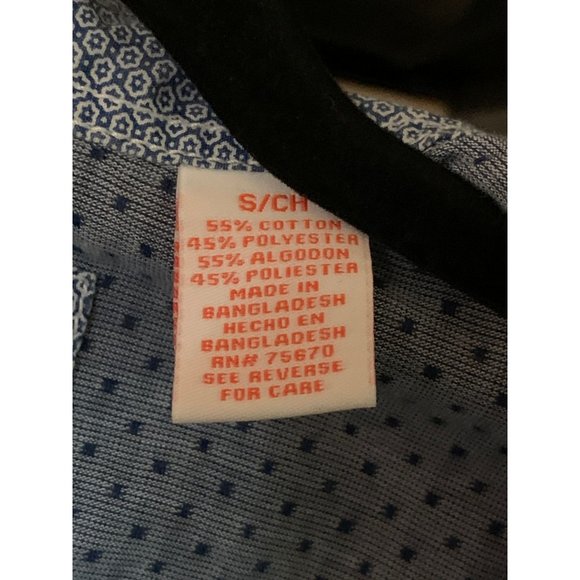 S/CH
55% COTTON
45% POLYESTER
55% ALGODON
45% POLIESTER
MADE IN
BANGLADESH
HECHO EN
BANGLADESH
RN# 75670
SEE REVERSE
FOR CARE